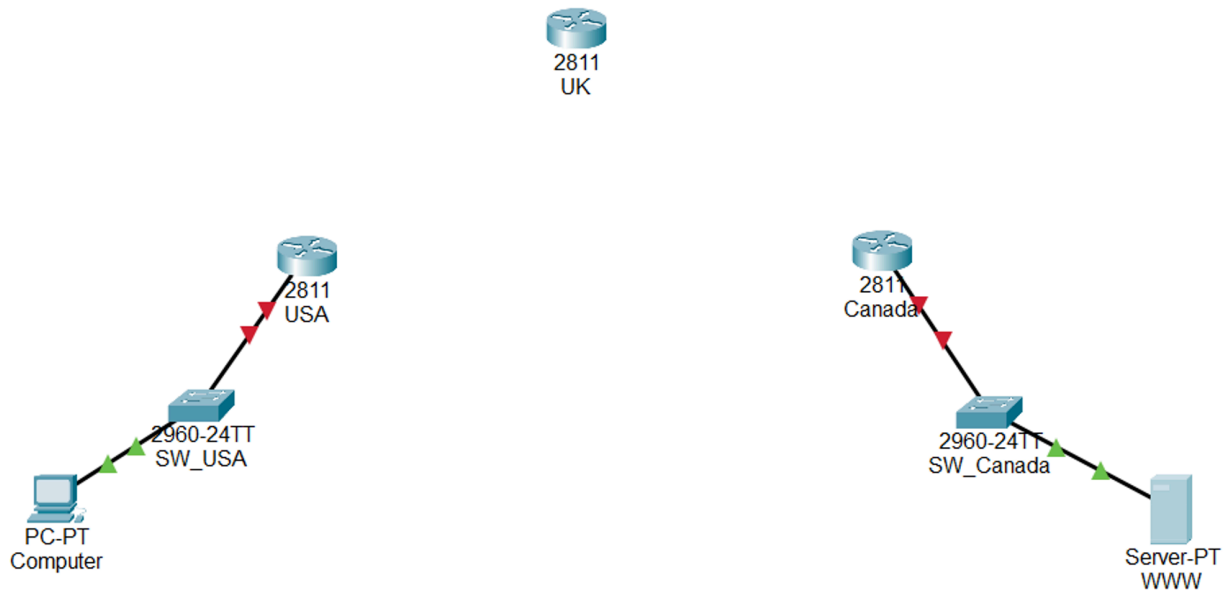 2811
UK
2811
USA
2811
Canada
2960-24TT
SW_USA
2960-24TT
SW_Canada
PC-PT
Computer
Server-PT
WWW